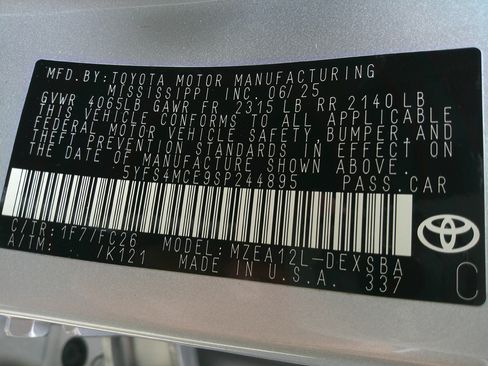 MFD. BY: TOYOTA MOTOR MANUFACTURING
MISSISSIPPI, INC. 06/25
GVWR 4065LB GAWR FR 2315 LB RR 2140 LB
THIS VEHICLE CONFORMS TO ALL APPLICABLE
FEDERAL MOTOR VEHICLE SAFETY, BUMPER, AND
THEFT PREVENTION STANDARDS IN EFFECT ON
THE DATE OF MANUFACTURE SHOWN ABOVE.
5YFS4MCE9SP244895 PASS. CAR
C/TR: 1F7/FC26 MODEL: MZEA12L-DEXSBA
A/TM: /K121 MADE IN U.S.A. 337
C